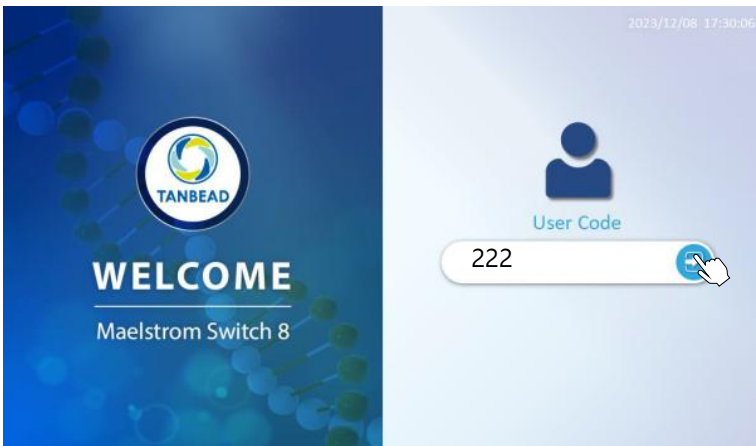 2023/12/08 17:30:06
TANBEAD
WELCOME
Maelstrom Switch 8
User Code
222